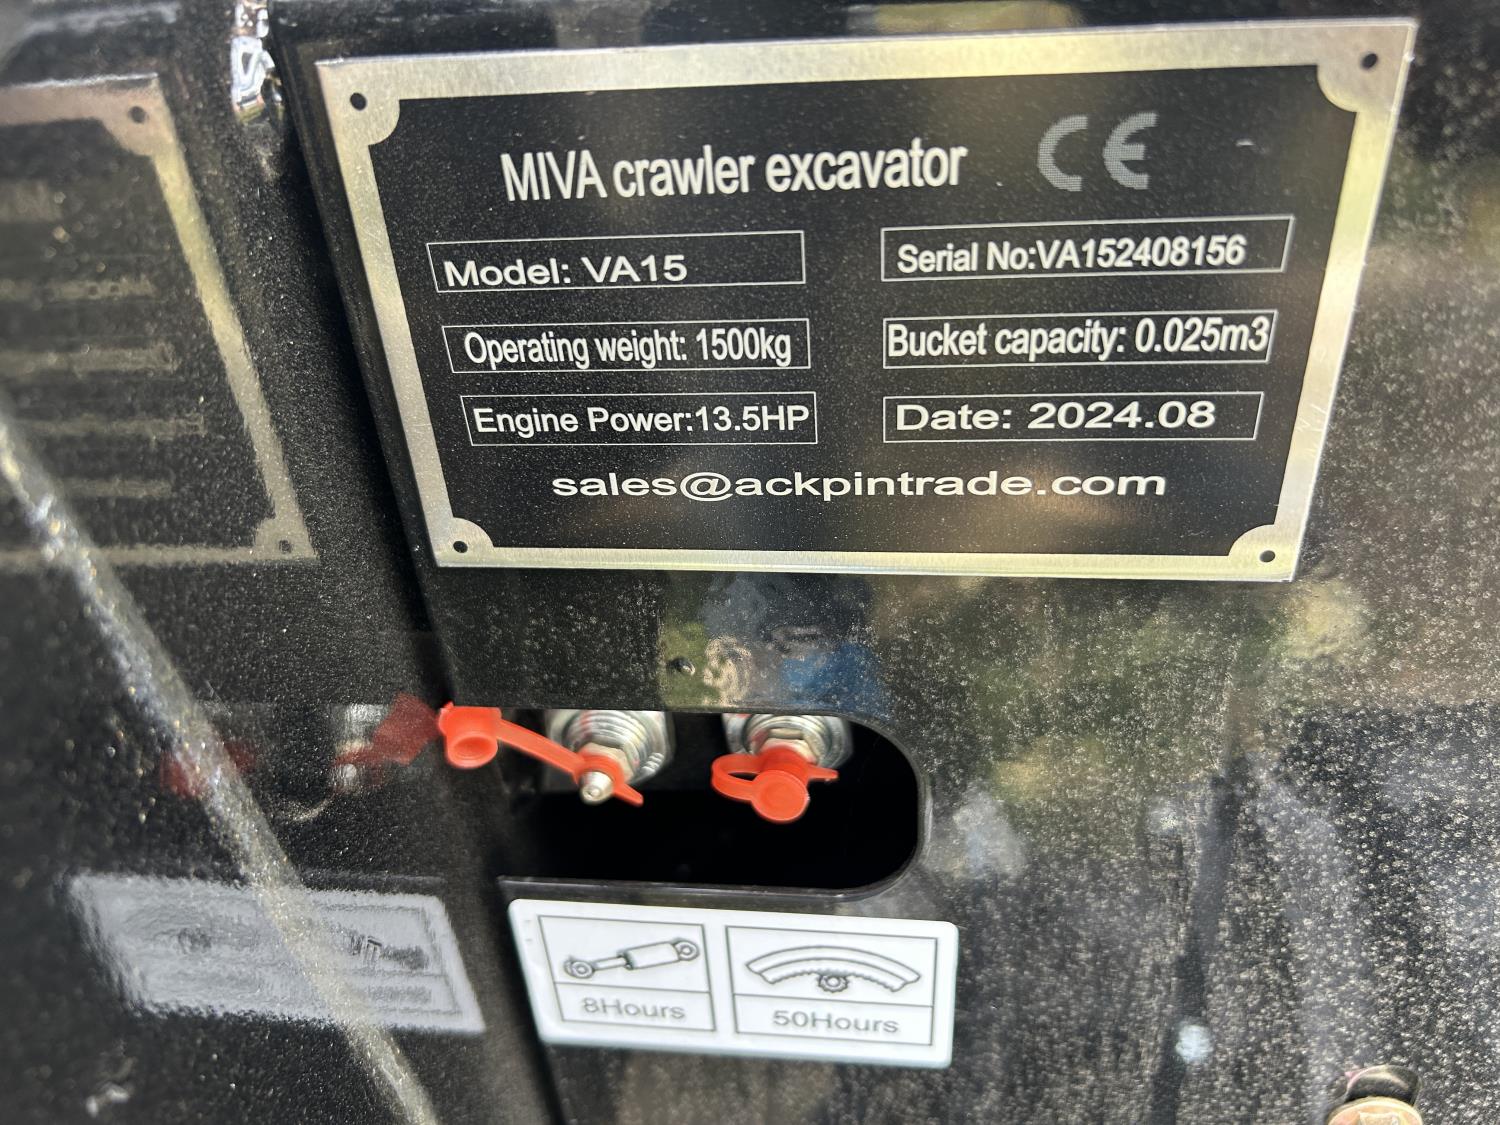 MIVA crawler excavator CE
Model: VA15
Serial No:VA152408156
Operating weight: 1500kg
Bucket capacity: 0.025m3
Engine Power:13.5HP
Date: 2024.08
sales@ackpintrade.com
8Hours
50Hours